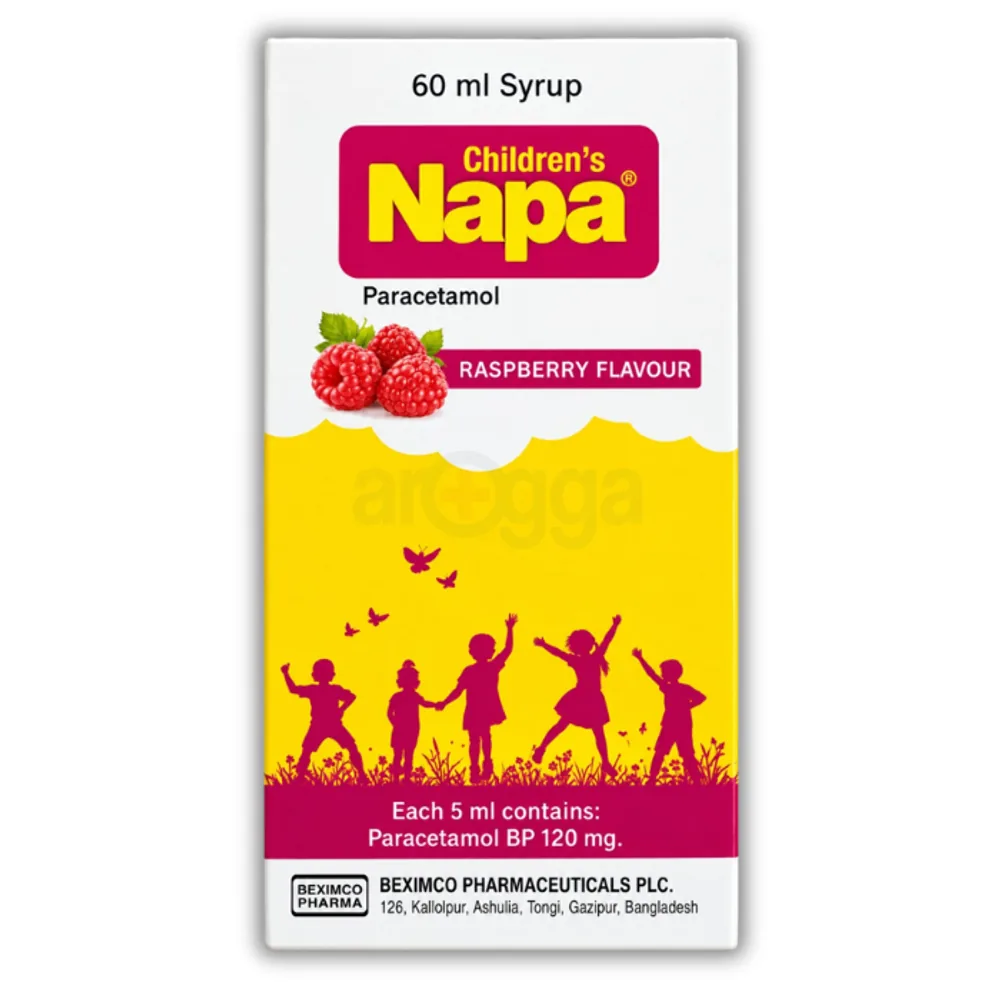 60 ml Syrup
Children's
Napa®
Paracetamol
RASPBERRY FLAVOUR
arogga
Each 5 ml contains:
Paracetamol BP 120 mg.
BEXIMCO
PHARMA
BEXIMCO PHARMACEUTICALS PLC.
126, Kallolpur, Ashulia, Tongi, Gazipur, Bangladesh